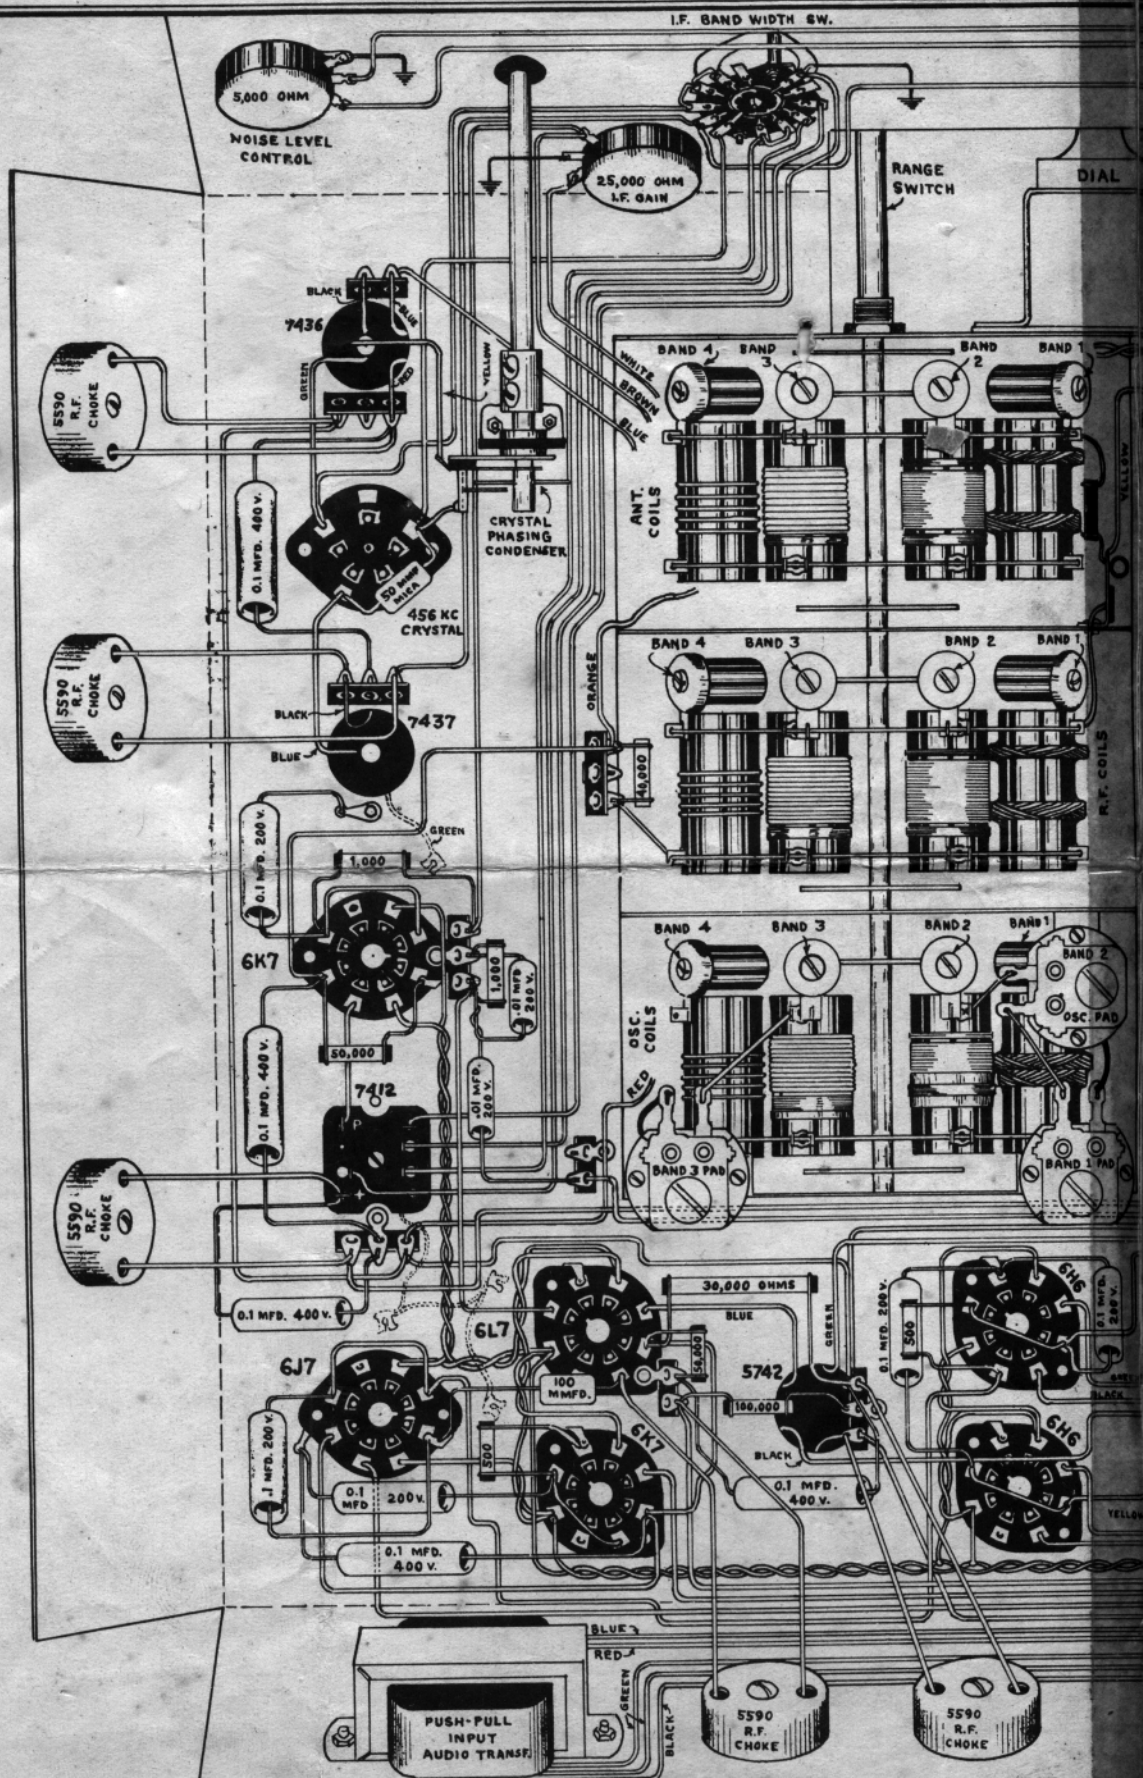 I.F. BAND WIDTH SW.
5,000 OHM
NOISE LEVEL
CONTROL
25,000 OHM
I.F. GAIN
RANGE
SWITCH
DIAL
BLACK
BLUE
7436
GREEN
RED
YELLOW
5590
R.F.
CHOKE
0.1 MFD. 400 V.
CRYSTAL
PHASING
CONDENSER
50 MMF
MICA
456 KC
CRYSTAL
WHITE
BROWN
BLUE
BAND 4
BAND
3
BAND
2
BAND 1
ANT.
COILS
YELLOW
5590
R.F.
CHOKE
BLACK
7437
BLUE
GREEN
ORANGE
40,000
BAND 4
BAND 3
BAND 2
BAND 1
R.F. COILS
0.1 MFD. 200 V.
1,000
6K7
1,000
.01 MFD
200 V.
50,000
0.1 MFD. 400 V.
7412
P
+
.01 MFD.
200 V.
BAND 4
BAND 3
BAND 2
BAND 1
BAND 2
OSC. PAD
OSC.
COILS
RED
BAND 3 PAD
BAND 1 PAD
5590
R.F.
CHOKE
0.1 MFD. 400 V.
6L7
30,000 OHMS
BLUE
GREEN
50,000
5742
100,000
BLACK
0.1 MFD.
400 V.
0.1 MFD. 200 V.
500
6H6
0.1 MFD.
200 V.
GREEN
BLACK
6H6
YELLOW
6J7
100
MMFD.
500
6K7
.1 MFD. 200 V.
0.1
MFD
200 V.
0.1 MFD.
400 V.
BLUE
RED
GREEN
BLACK
PUSH-PULL
INPUT
AUDIO TRANSF.
5590
R.F.
CHOKE
5590
R.F.
CHOKE